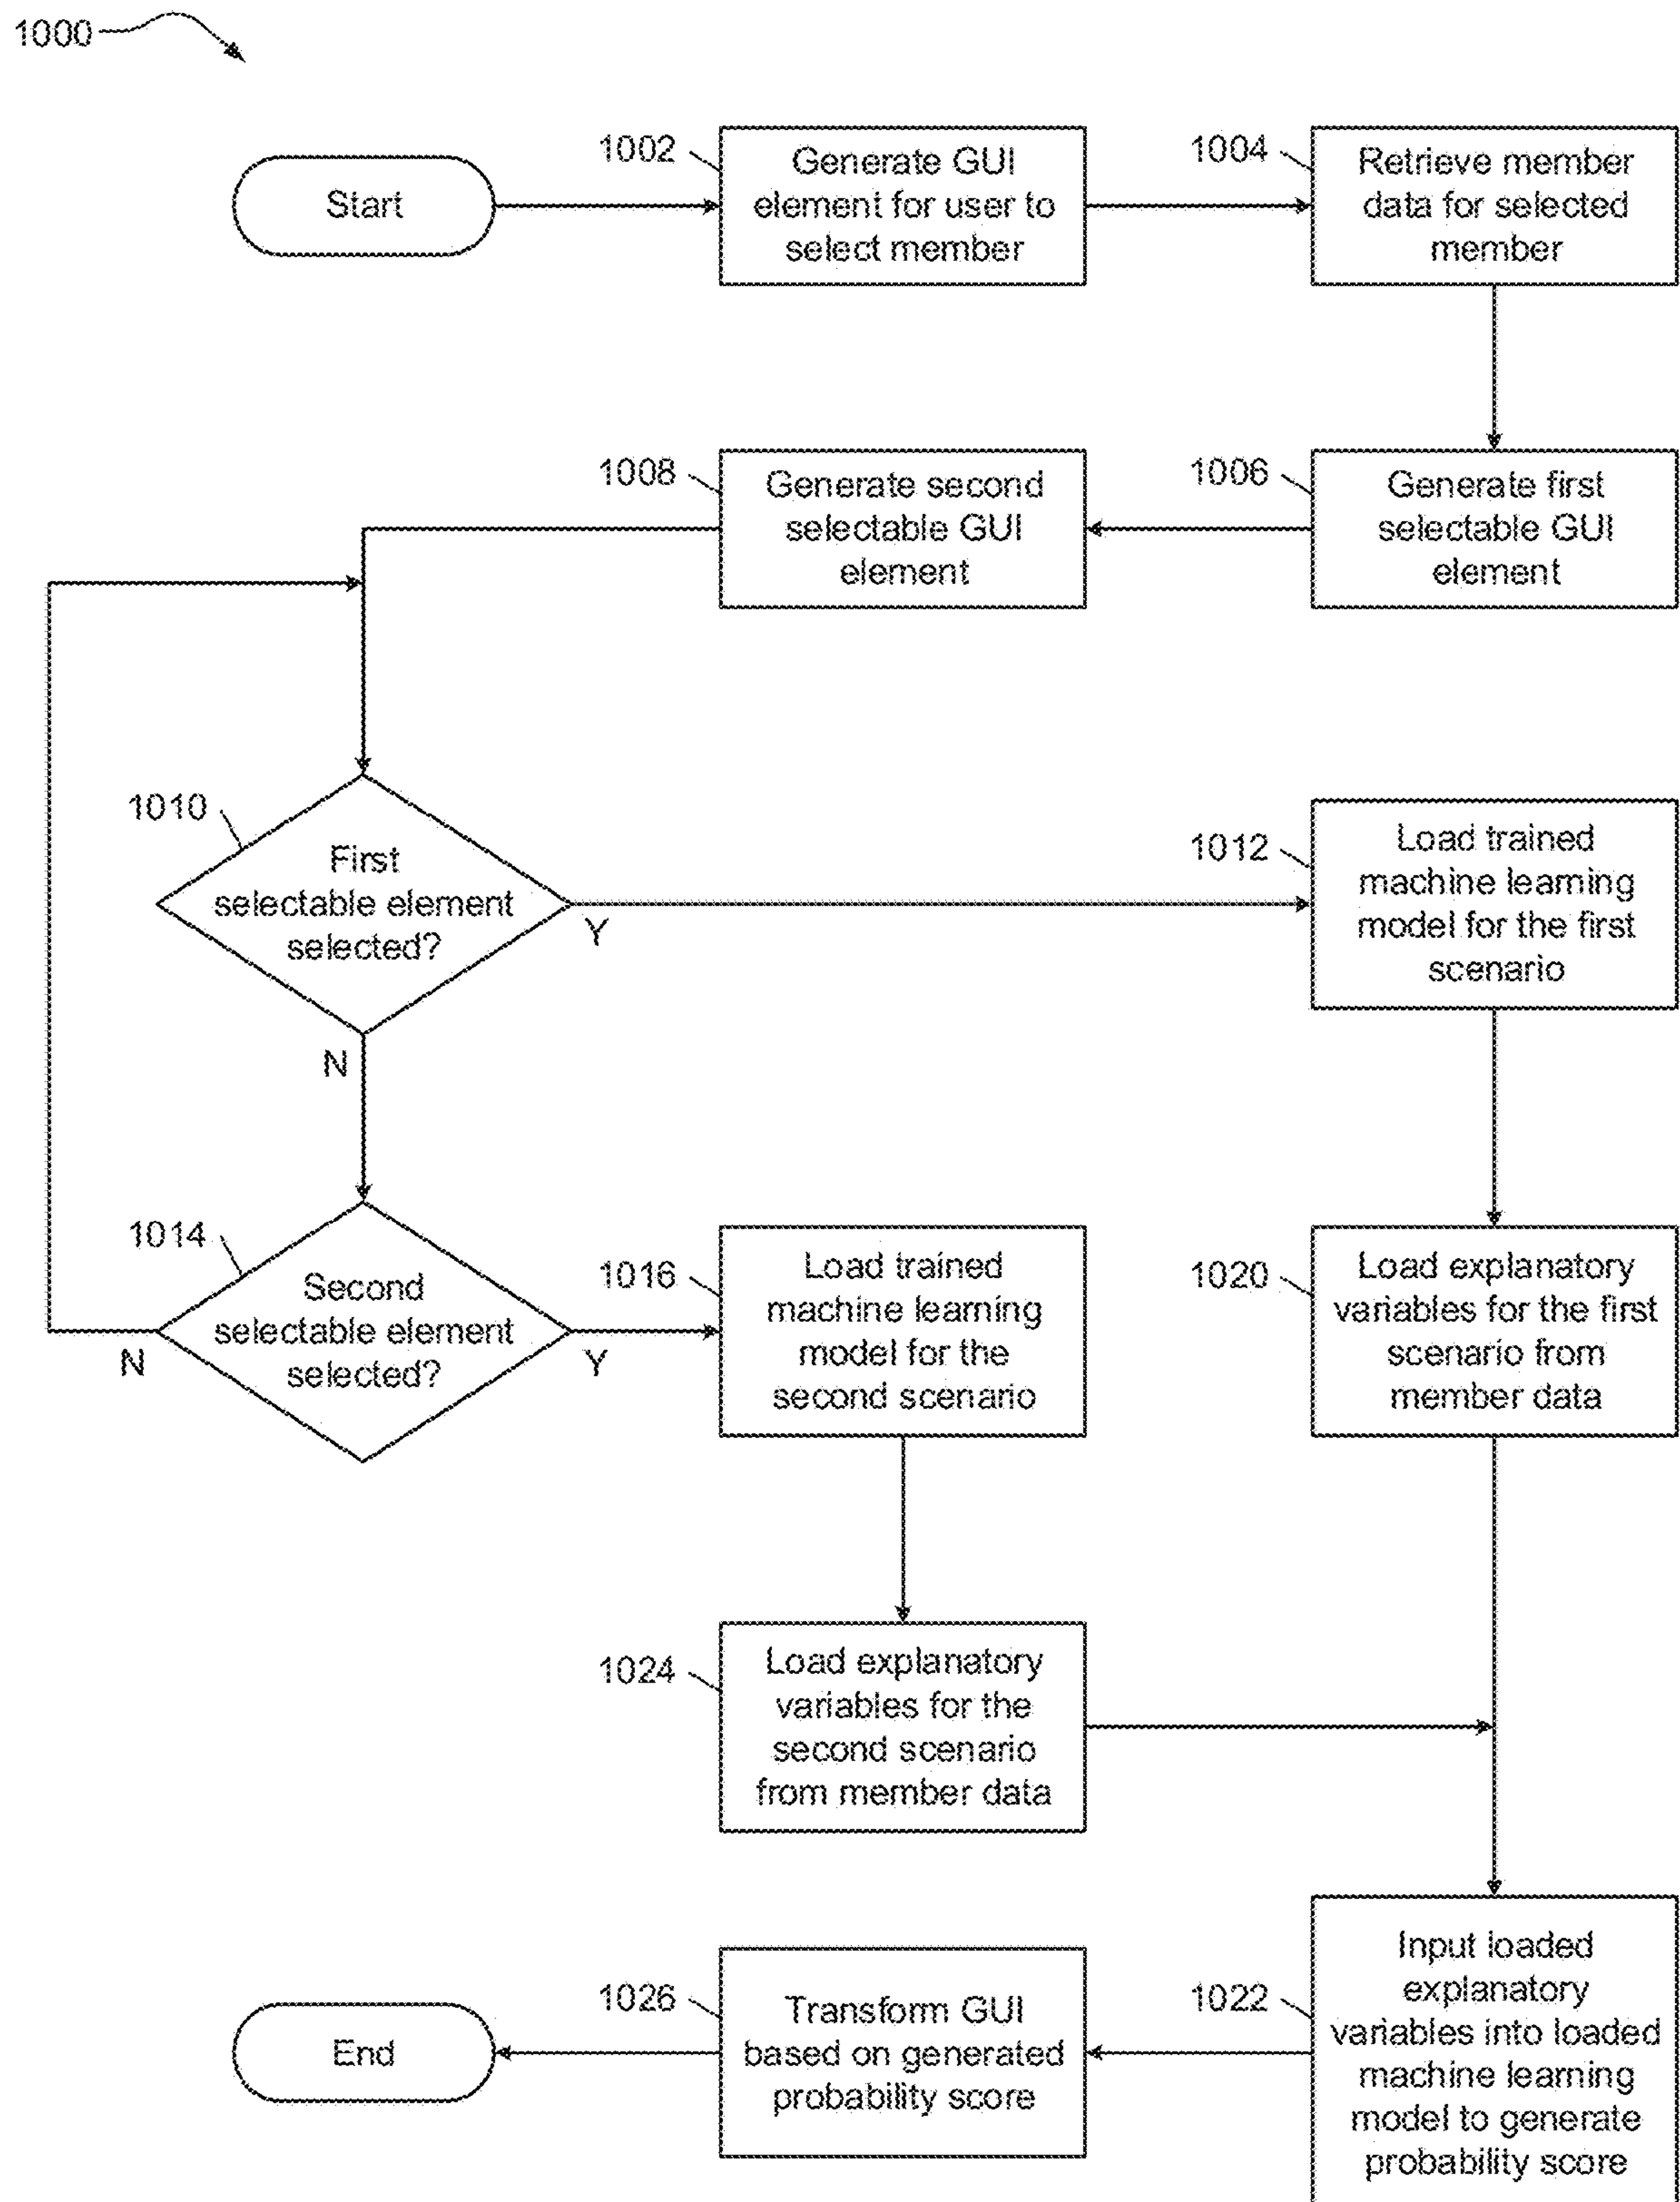 1000
Start
1002
Generate GUI
element for user to
select member
1004
Retrieve member
data for selected
member
1008
Generate second
selectable GUI
element
1006
Generate first
selectable GUI
element
1010
First
selectable element
selected?
Y
N
1012
Load trained
machine learning
model for the first
scenario
1014
Second
selectable element
selected?
N
Y
1016
Load trained
machine learning
model for the
second scenario
1020
Load explanatory
variables for the first
scenario from
member data
1024
Load explanatory
variables for the
second scenario
from member data
End
1026
Transform GUI
based on generated
probability score
1022
Input loaded
explanatory
variables into loaded
machine learning
model to generate
probability score